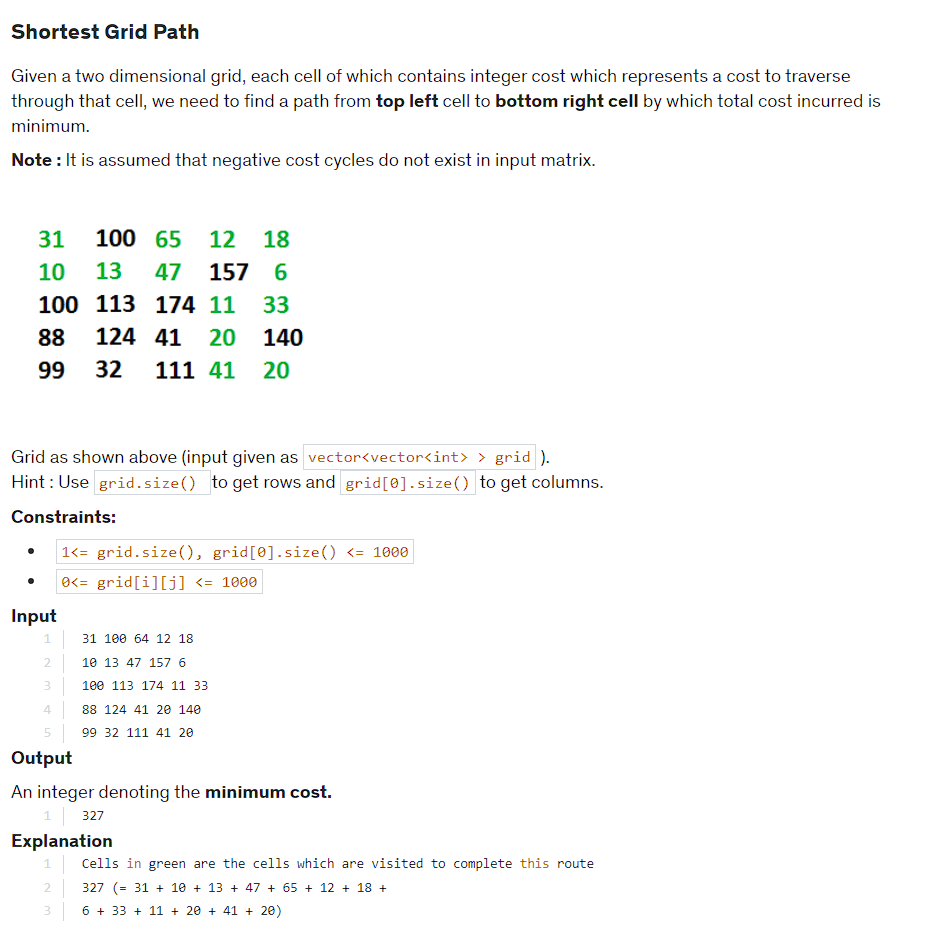 Shortest Grid Path
Given a two dimensional grid, each cell of which contains integer cost which represents a cost to traverse
through that cell, we need to find a path from top left cell to bottom right cell by which total cost incurred is
minimum.
Note : It is assumed that negative cost cycles do not exist in input matrix.
31 100 65 12 18
10 13 47 157 6
100 113 174 11 33
88 124 41 20 140
99 32 111 41 20
Grid as shown above (input given as vector<vector<int> > grid ).
Hint : Use grid.size() to get rows and grid[0].size() to get columns.
Constraints:
• 1<= grid.size(), grid[0].size() <= 1000
• 0<= grid[i][j] <= 1000
Input
1 31 100 64 12 18
2 10 13 47 157 6
3 100 113 174 11 33
4 88 124 41 20 140
5 99 32 111 41 20
Output
An integer denoting the minimum cost.
1 327
Explanation
1 Cells in green are the cells which are visited to complete this route
2 327 (= 31 + 10 + 13 + 47 + 65 + 12 + 18 +
3 6 + 33 + 11 + 20 + 41 + 20)